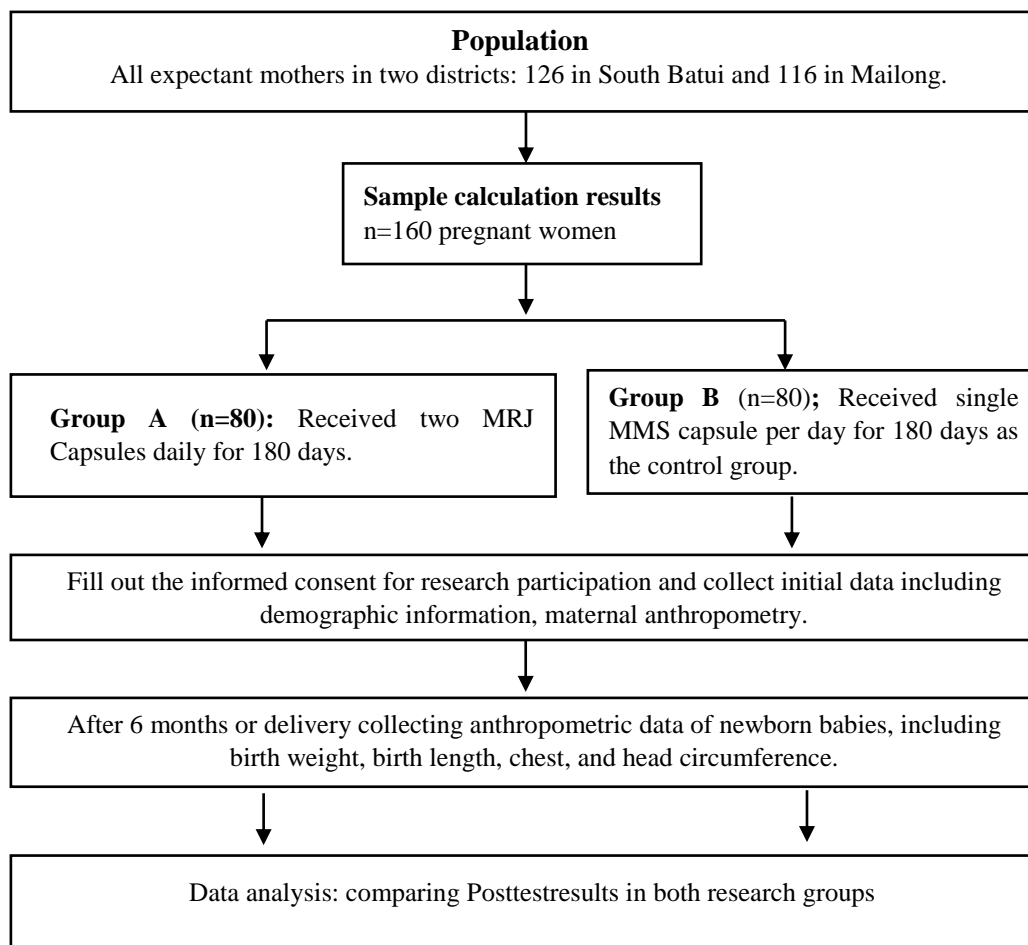 Population
All expectant mothers in two districts: 126 in South Batui and 116 in Mailong.
Sample calculation results
n=160 pregnant women
Group A (n=80): Received two MRJ
Capsules daily for 180 days.
Group B (n=80); Received single
MMS capsule per day for 180 days as
the control group.
Fill out the informed consent for research participation and collect initial data including
demographic information, maternal anthropometry.
After 6 months or delivery collecting anthropometric data of newborn babies, including
birth weight, birth length, chest, and head circumference.
Data analysis: comparing Posttestresults in both research groups